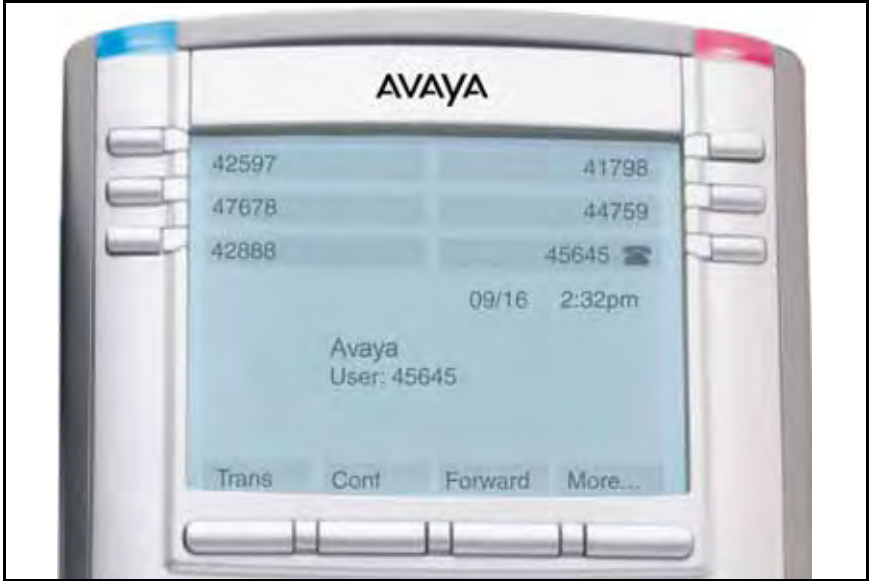 AVAYA
42597 41798
47678 44759
42888 45645
09/16 2:32pm
Avaya
User: 45645
Trans Conf Forward More...